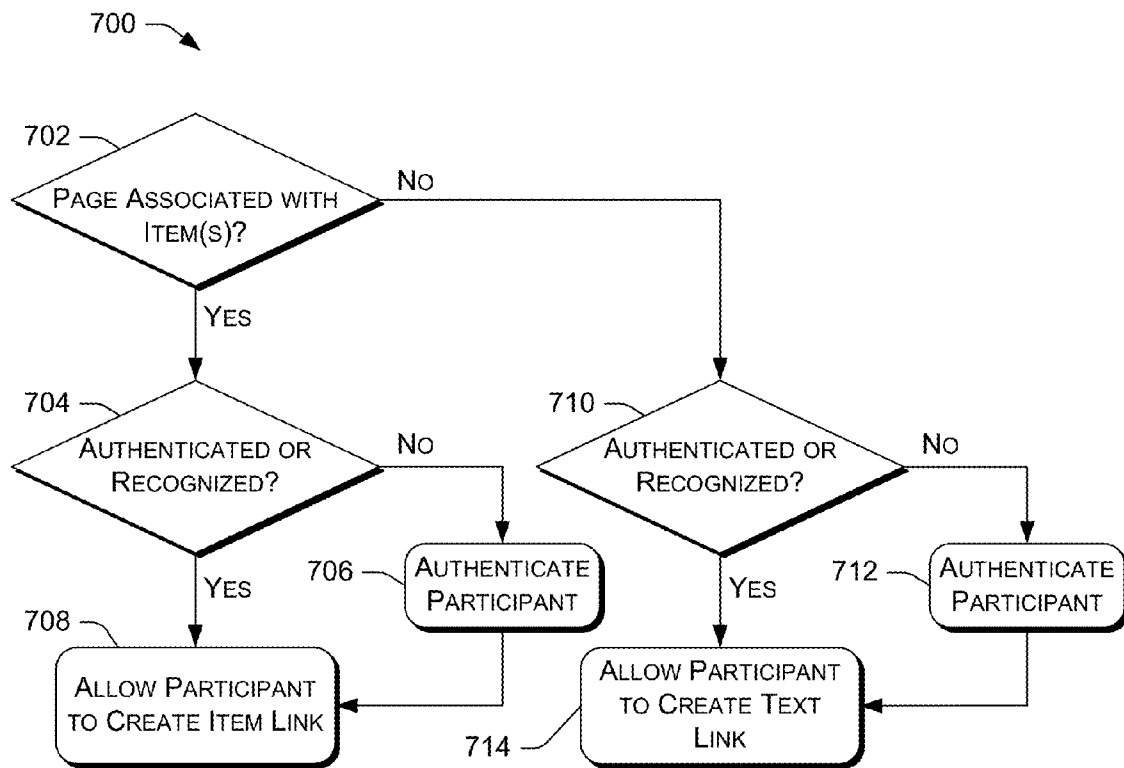 700
702
PAGE ASSOCIATED WITH
ITEM(S)?
NO
YES
704
AUTHENTICATED OR
RECOGNIZED?
NO
YES
706
AUTHENTICATE
PARTICIPANT
708
ALLOW PARTICIPANT
TO CREATE ITEM LINK
710
AUTHENTICATED OR
RECOGNIZED?
NO
YES
712
AUTHENTICATE
PARTICIPANT
714
ALLOW PARTICIPANT
TO CREATE TEXT
LINK